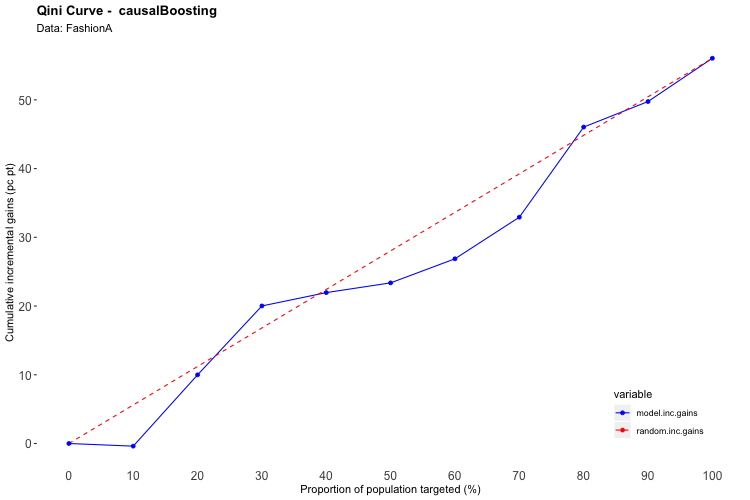 Qini Curve -  causalBoosting
Data: FashionA
Cumulative incremental gains (pc pt)
50
40
30
20
10
0
0 10 20 30 40 50 60 70 80 90 100
Proportion of population targeted (%)
variable
model.inc.gains
random.inc.gains